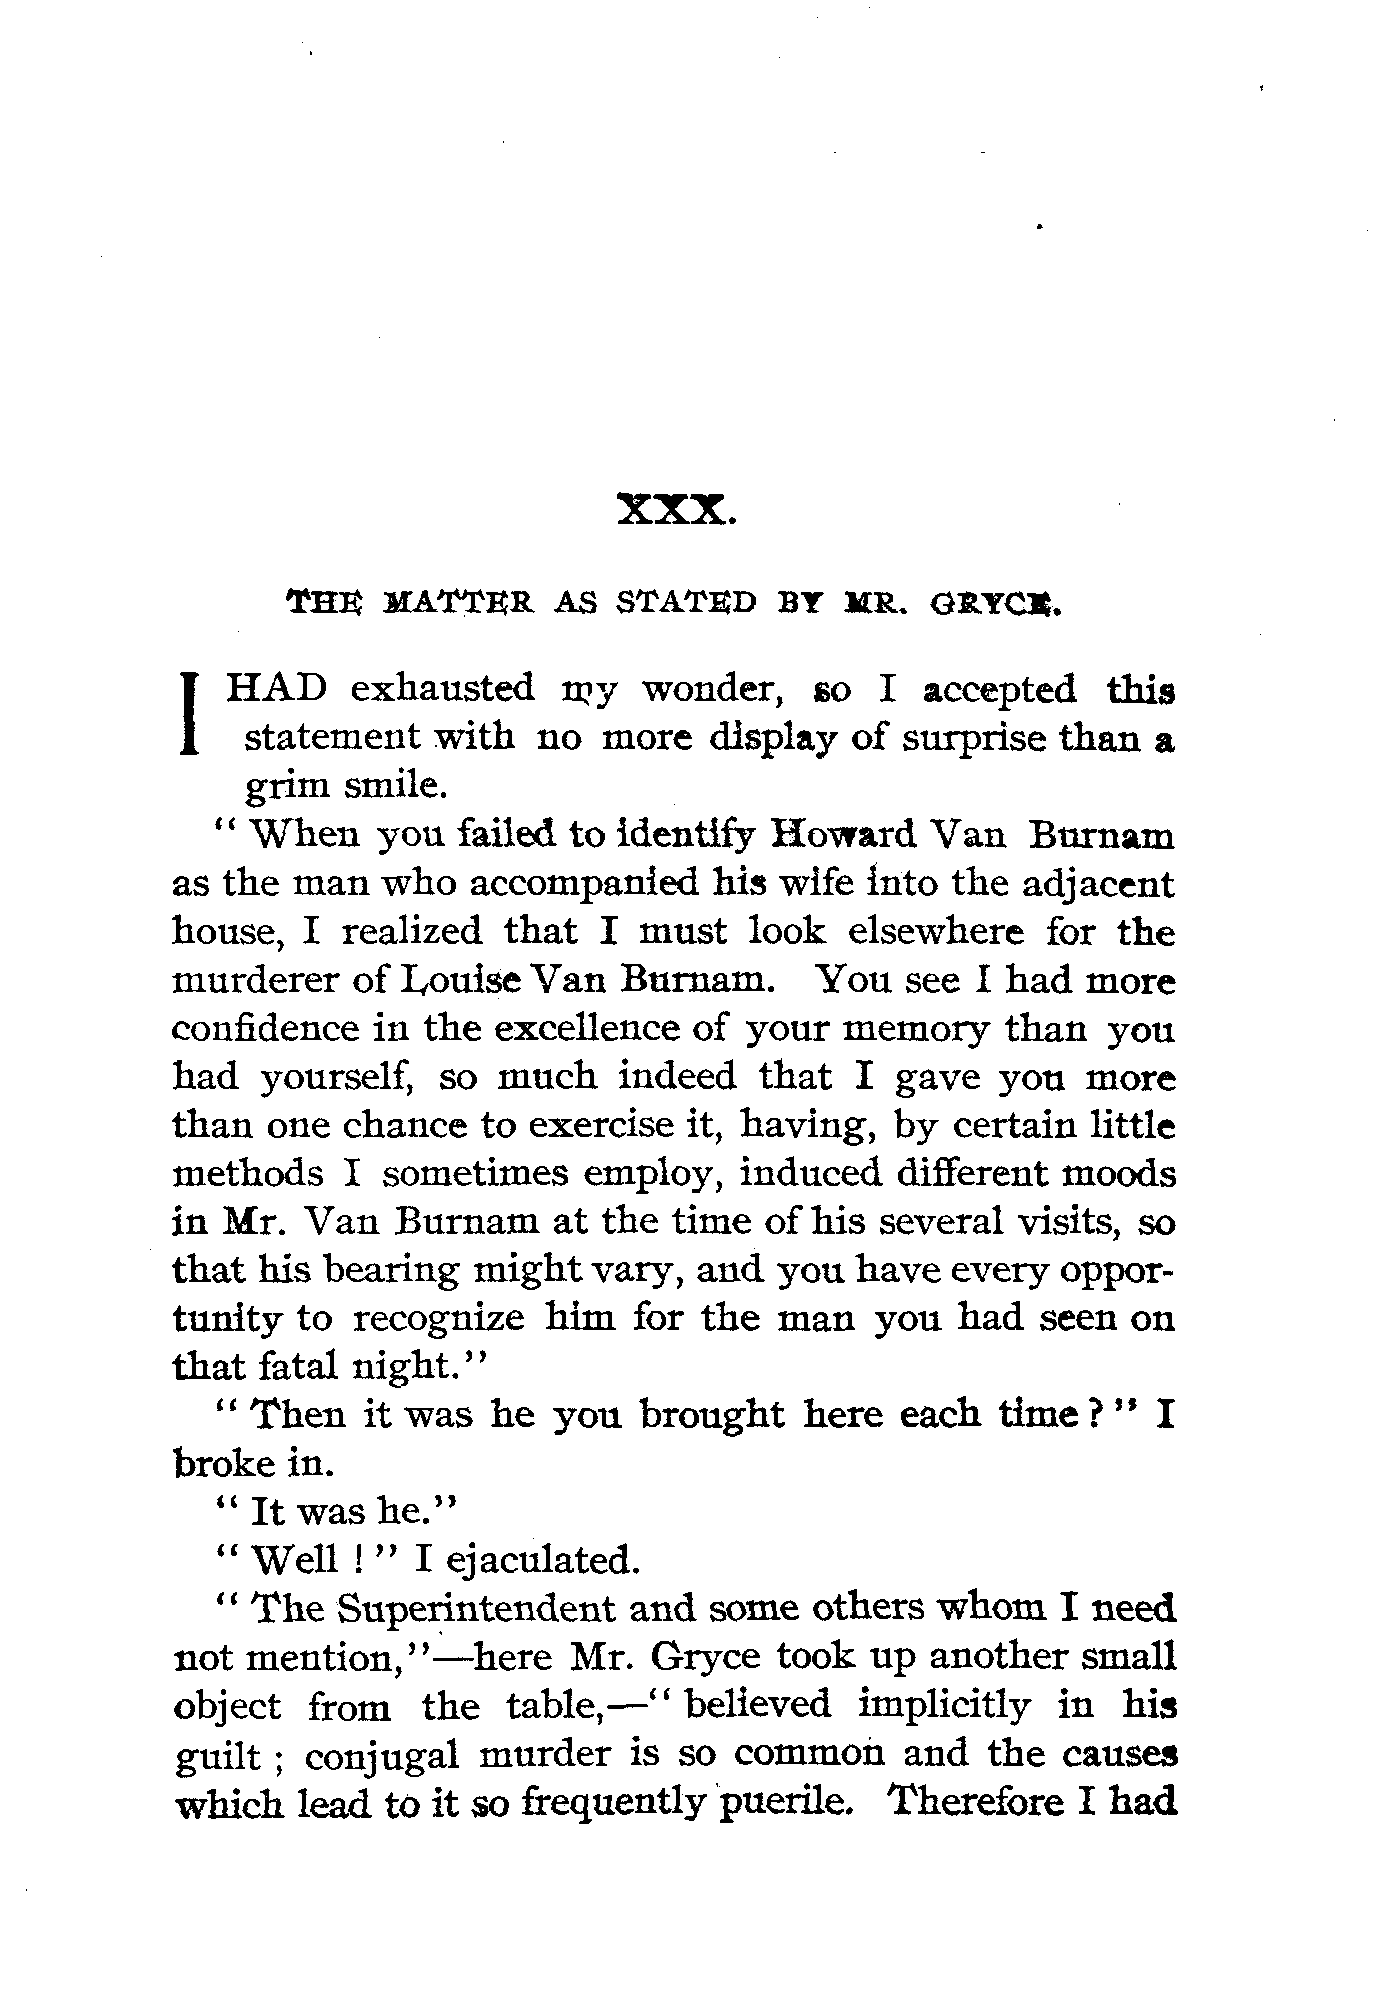 XXX.
THE MATTER AS STATED BY MR. GRYCE.
I HAD exhausted my wonder, so I accepted this
statement with no more display of surprise than a
grim smile.
“ When you failed to identify Howard Van Burnam
as the man who accompanied his wife into the adjacent
house, I realized that I must look elsewhere for the
murderer of Louise Van Burnam. You see I had more
confidence in the excellence of your memory than you
had yourself, so much indeed that I gave you more
than one chance to exercise it, having, by certain little
methods I sometimes employ, induced different moods
in Mr. Van Burnam at the time of his several visits, so
that his bearing might vary, and you have every oppor-
tunity to recognize him for the man you had seen on
that fatal night.”
“ Then it was he you brought here each time ? ” I
broke in.
“ It was he.”
“ Well ! ” I ejaculated.
“ The Superintendent and some others whom I need
not mention,”—here Mr. Gryce took up another small
object from the table,—“ believed implicitly in his
guilt ; conjugal murder is so common and the causes
which lead to it so frequently puerile. Therefore I had